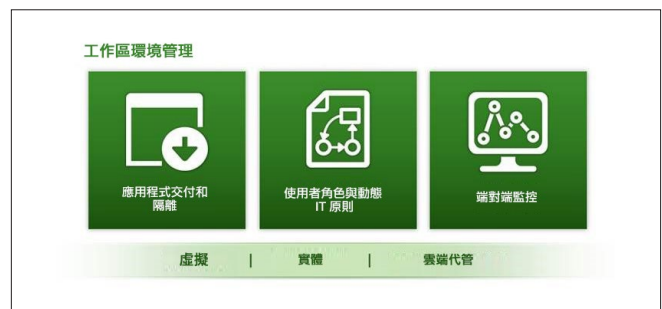 工作區環境管理
應用程式交付和
隔離
使用者角色與動態
IT 原則
端對端監控
虛擬 | 實體 | 雲端代管